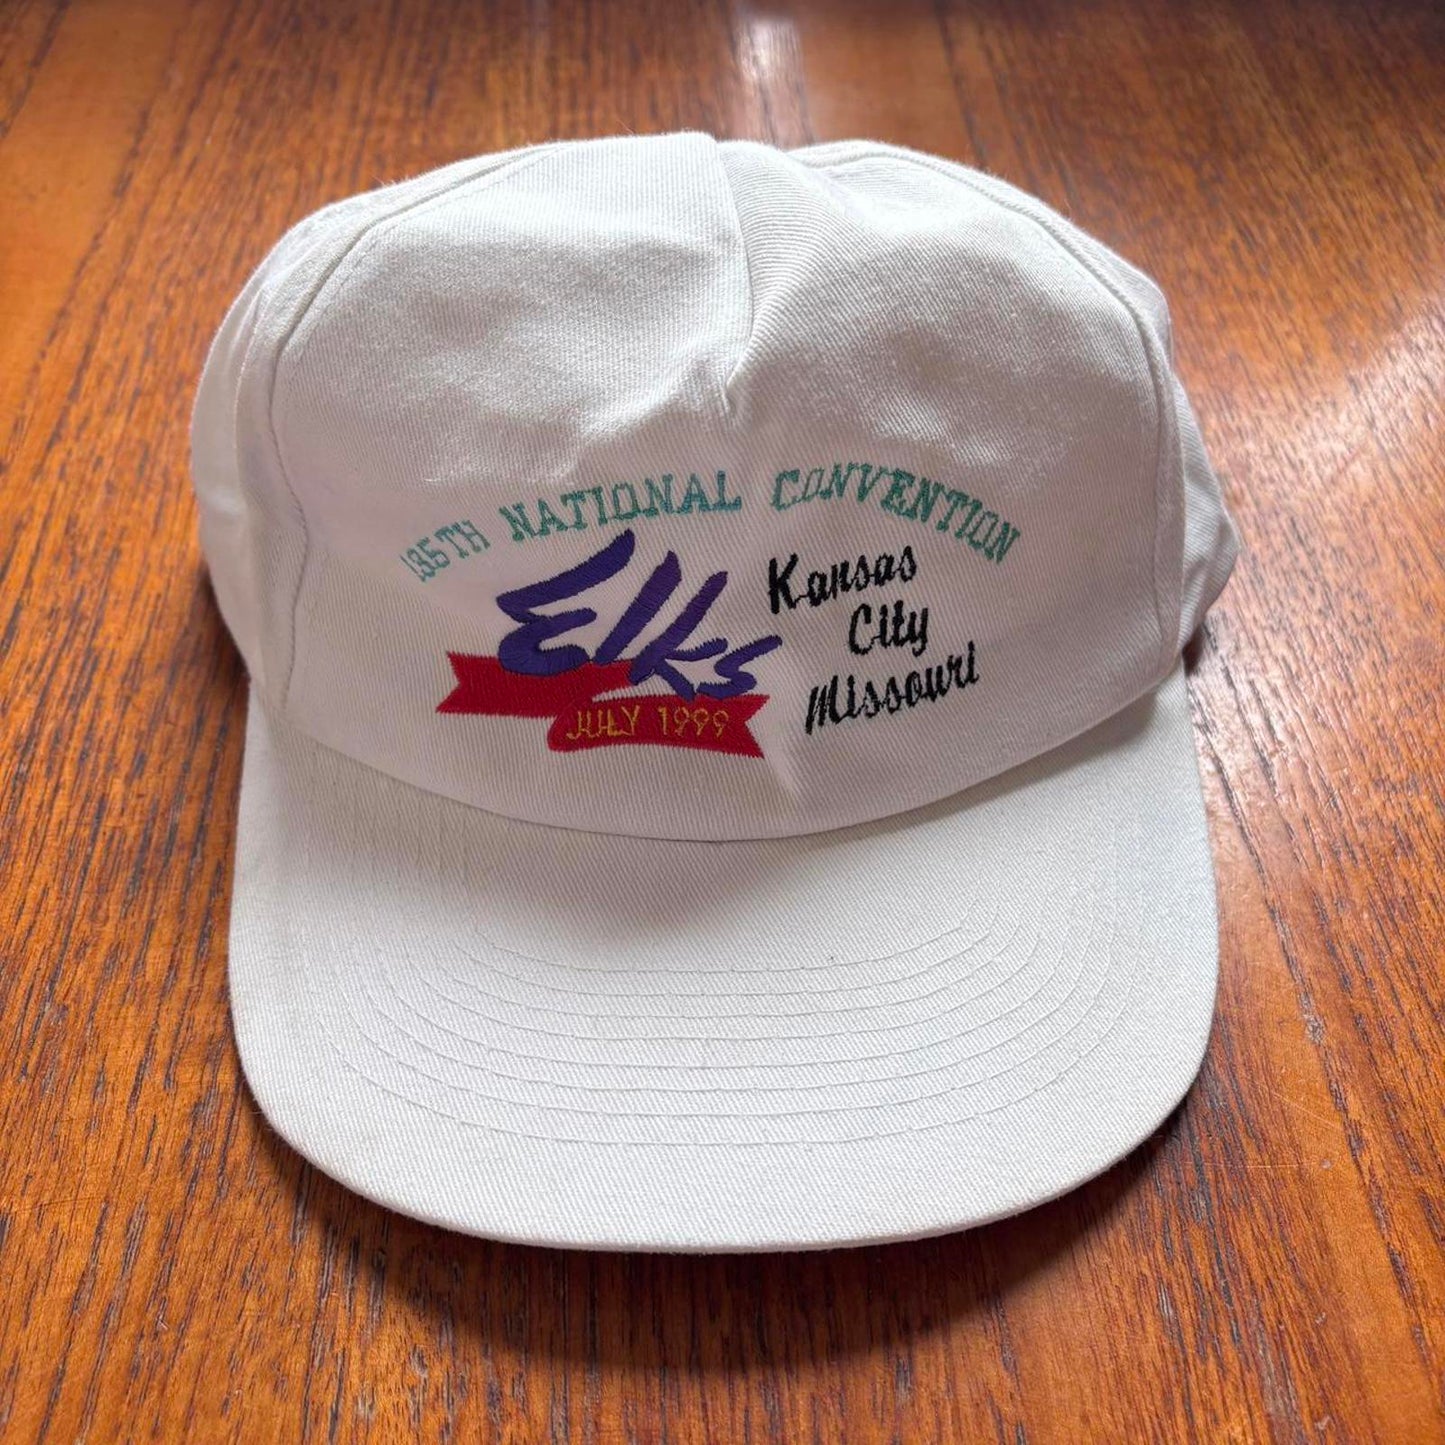 135TH NATIONAL CONVENTION
Elks
JULY 1999
Kansas
City
Missouri